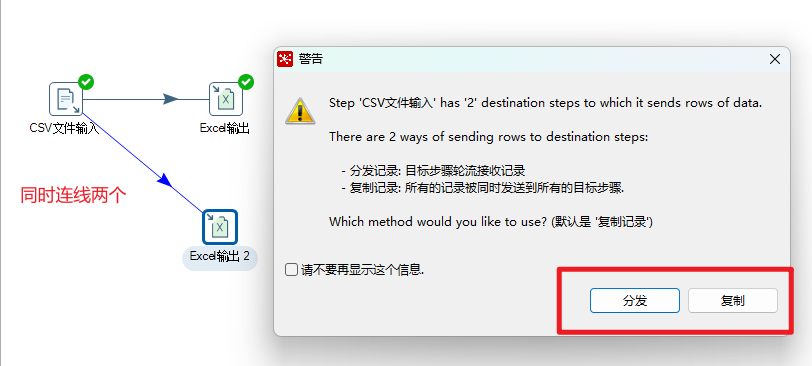 警告
CSV文件输入
Excel输出
同时连线两个
Excel输出 2
Step 'CSV文件输入' has '2' destination steps to which it sends rows of data.
There are 2 ways of sending rows to destination steps:
- 分发记录: 目标步骤轮流接收记录
- 复制记录: 所有的记录被同时发送到所有的目标步骤.
Which method would you like to use? (默认是 '复制记录')
请不要再显示这个信息.
分发
复制